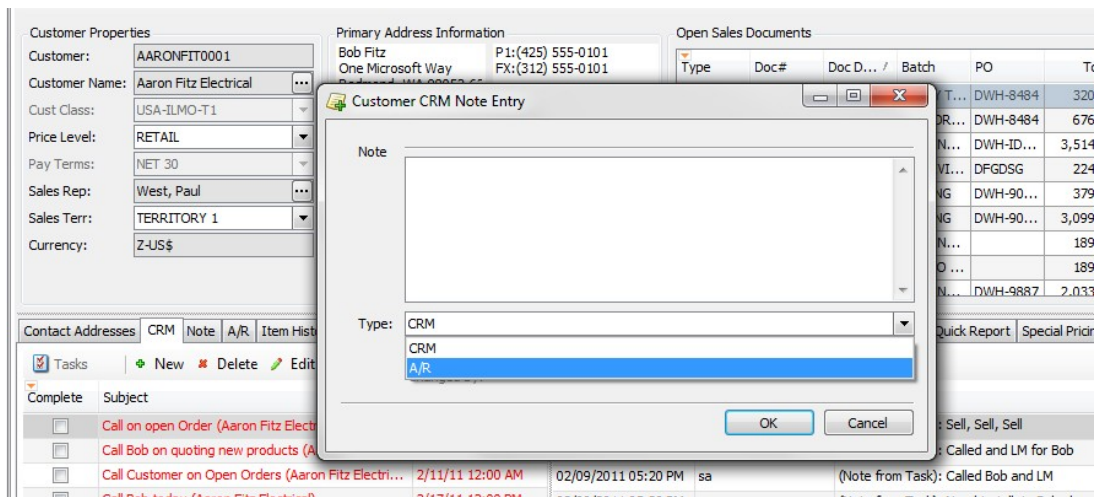 Customer Properties
Customer: AARONFIT0001
Customer Name: Aaron Fitz Electrical ...
Cust Class: USA-ILMO-T1
Price Level: RETAIL
Pay Terms: NET 30
Sales Rep: West, Paul ...
Sales Terr: TERRITORY 1
Currency: Z-US$
Primary Address Information
Bob Fitz P1:(425) 555-0101
One Microsoft Way FX:(312) 555-0101
Open Sales Documents
Type Doc# Doc D... / Batch PO
T... DWH-8484 320
OR... DWH-8484 676
N... DWH-ID... 3,514
VI... DFGDSG 224
NG DWH-90... 379
NG DWH-90... 3,099
N... 189
O ... 189
N... DWH-9887 2,033
Customer CRM Note Entry
Note
Type: CRM
CRM
A/R
OK Cancel
Contact Addresses CRM Note A/R Item Hist Quick Report Special Pricin
Tasks New Delete Edit
Complete Subject
Call on open Order (Aaron Fitz Electr : Sell, Sell, Sell
Call Bob on quoting new products (A : Called and LM for Bob
Call Customer on Open Orders (Aaron Fitz Electri... 2/11/11 12:00 AM 02/09/2011 05:20 PM sa (Note from Task): Called Bob and LM